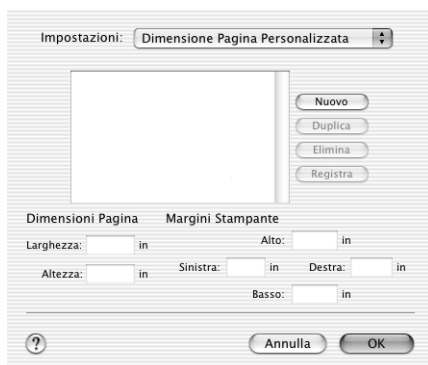 Impostazioni: Dimensione Pagina Personalizzata
Nuovo
Duplica
Elimina
Registra
Dimensioni Pagina Margini Stampante
Larghezza: in Alto: in
Altezza: in Sinistra: in Destra: in
Basso: in
? Annulla OK